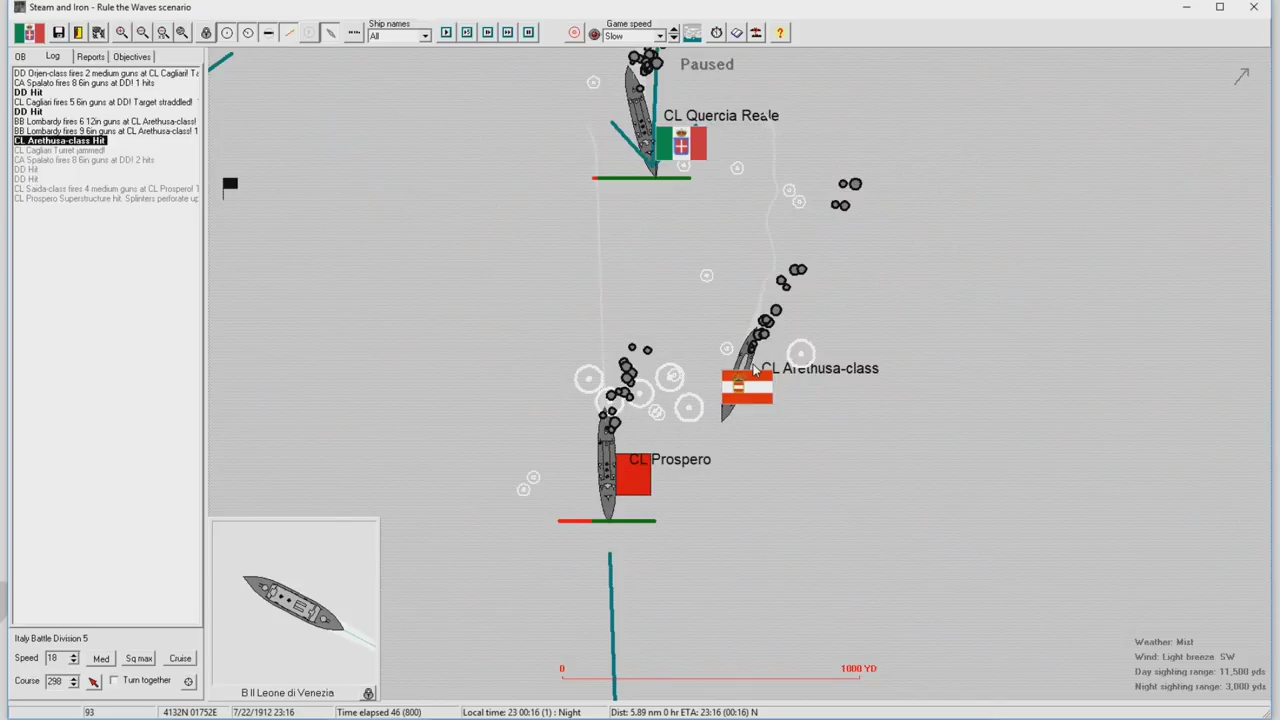 Steam and Iron - Rule the Waves scenario
Ship names
All
Game speed
Slow
OB Log Reports Objectives
DD Orjen-class fires 2 medium guns at CL Cagliari! Ta
CA Spalato fires 8 6in guns at DD! 1 hits
DD Hit
CL Cagliari fires 5 6in guns at DD! Target straddled!
DD Hit
BB Lombardy fires 6 12in guns at CL Arethusa-class!
BB Lombardy fires 9 6in guns at CL Arethusa-class! 1
CL Arethusa-class Hit
CL Cagliari Turret jammed!
CA Spalato fires 8 6in guns at DD! 2 hits
DD Hit
DD Hit
CL Saida-class fires 4 medium guns at CL Prospero! 1
CL Prospero Superstructure hit. Splinters perforate up
Paused
CL Quercia Reale
CL Arethusa-class
CL Prospero
Italy Battle Division 5
Speed 18 Med Sq max Cruise
Course 298 Turn together
B II Leone di Venezia
0 1000 YD
Weather: Mist
Wind: Light breeze SW
Day sighting range: 11,500 yds
Night sighting range: 3,000 yds
93 4132N 01752E 7/22/1912 23:16 Time elapsed 46 (800) Local time: 23 00:16 (1) : Night Dist: 5.89 nm 0 hr ETA: 23:16 (00:16) N